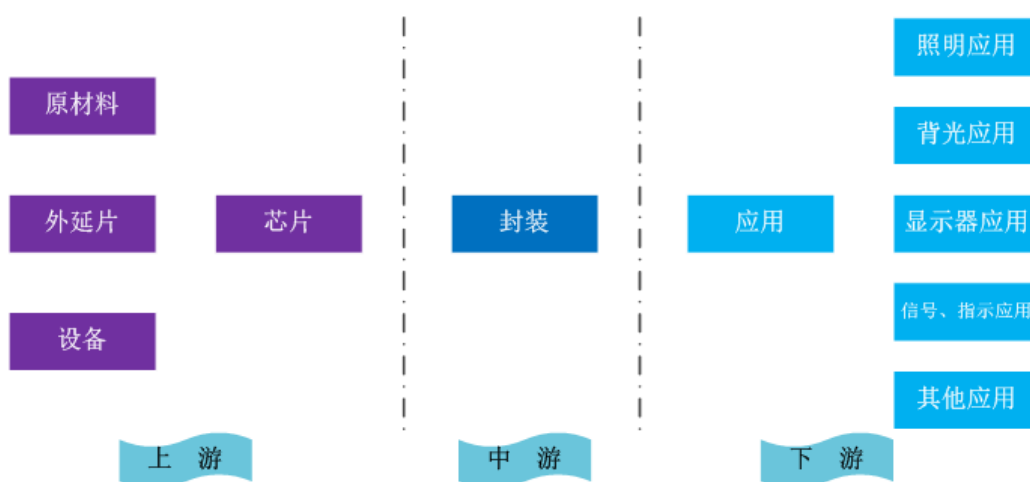 原材料
外延片
设备
芯片
封装
应用
照明应用
背光应用
显示器应用
信号、指示应用
其他应用
上 游
中 游
下 游